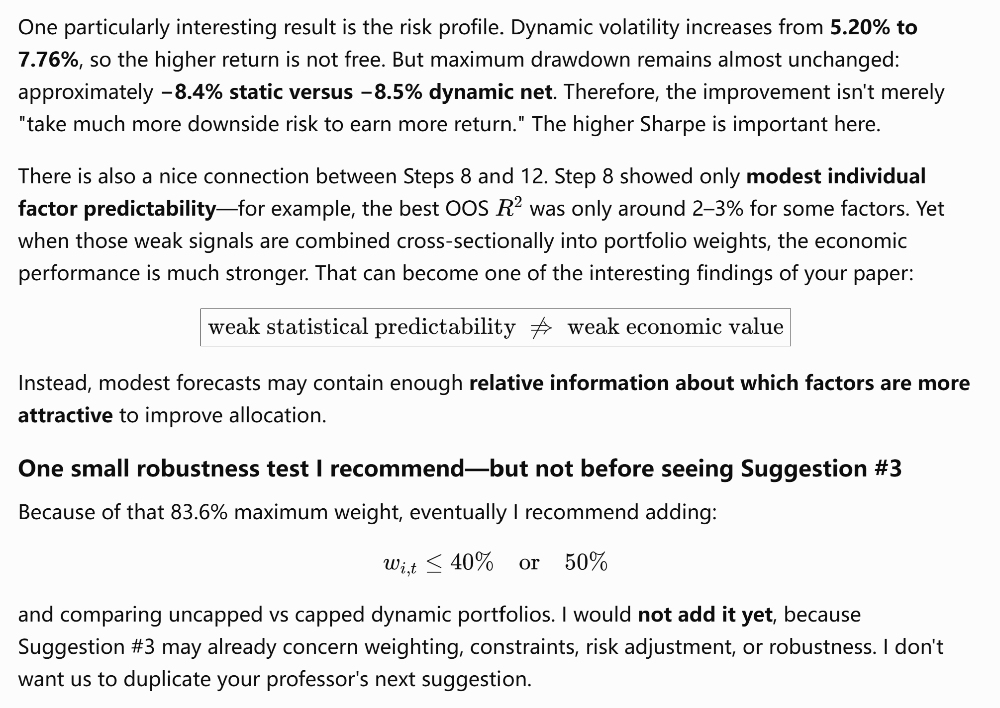 One particularly interesting result is the risk profile. Dynamic volatility increases from 5.20% to
7.76%, so the higher return is not free. But maximum drawdown remains almost unchanged:
approximately −8.4% static versus −8.5% dynamic net. Therefore, the improvement isn't merely
"take much more downside risk to earn more return." The higher Sharpe is important here.
There is also a nice connection between Steps 8 and 12. Step 8 showed only modest individual
factor predictability—for example, the best OOS R² was only around 2–3% for some factors. Yet
when those weak signals are combined cross-sectionally into portfolio weights, the economic
performance is much stronger. That can become one of the interesting findings of your paper:
weak statistical predictability ⇏ weak economic value
Instead, modest forecasts may contain enough relative information about which factors are more
attractive to improve allocation.
One small robustness test I recommend—but not before seeing Suggestion #3
Because of that 83.6% maximum weight, eventually I recommend adding:
w_{i,t} ≤ 40% or 50%
and comparing uncapped vs capped dynamic portfolios. I would not add it yet, because
Suggestion #3 may already concern weighting, constraints, risk adjustment, or robustness. I don't
want us to duplicate your professor's next suggestion.